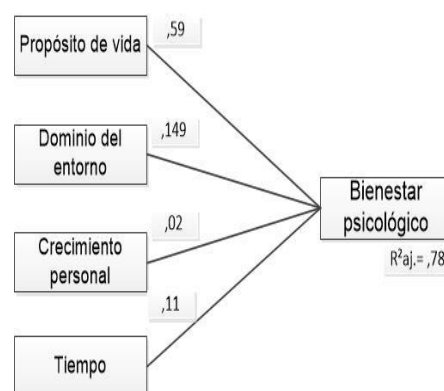 Propósito de vida
,59
Dominio del
entorno
,149
Bienestar
psicológico
R²aj.= ,78
Crecimiento
personal
,02
Tiempo
,11